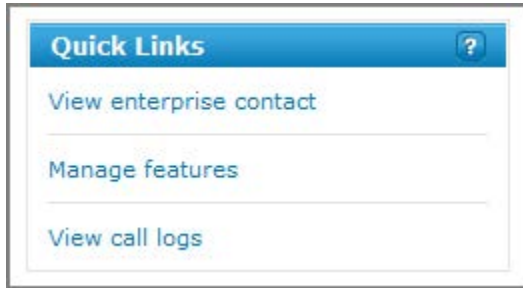 Quick Links ?
View enterprise contact
Manage features
View call logs